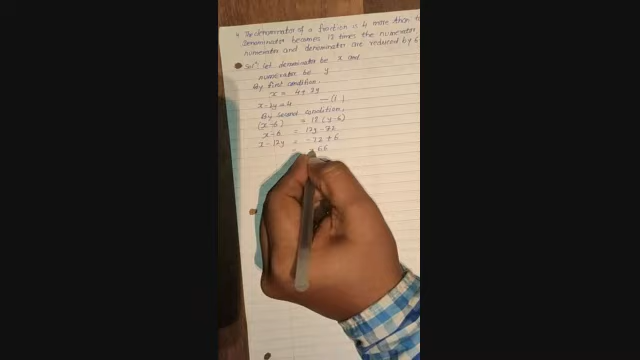 4. The denominator of a fraction is 4 more than
Denominator becomes 12 times the numerator,
numerator and denominator are reduced by 6
Solⁿ Let denominator be x and
numerator be y
By first condition,
x = 4 + 2y
x - 2y = 4 — (1)
By second condition,
(x - 6) = 12 (y - 6)
x - 6 = 12y - 72
x - 12y = - 72 + 6
= - 66